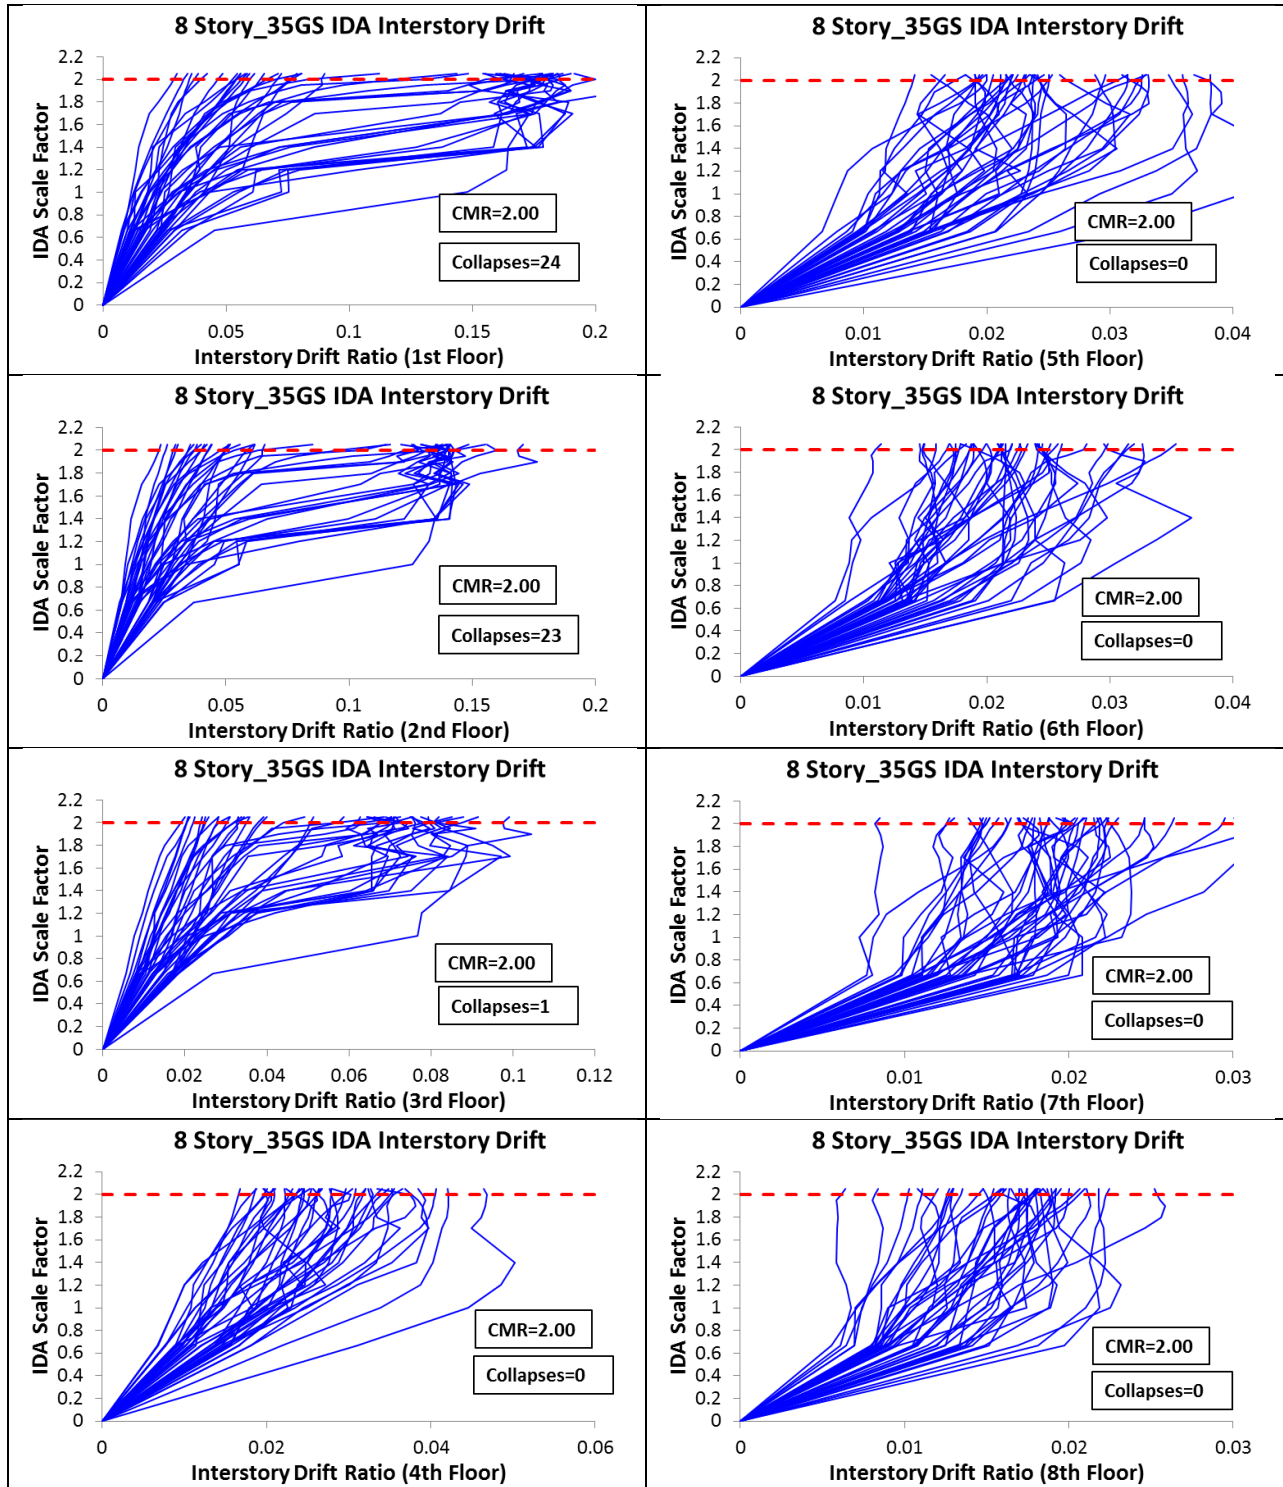 8 Story_35GS IDA Interstory Drift
IDA Scale Factor
2.2
2
1.8
1.6
1.4
1.2
1
0.8
0.6
0.4
0.2
0
CMR=2.00
Collapses=24
0 0.05 0.1 0.15 0.2
Interstory Drift Ratio (1st Floor)
8 Story_35GS IDA Interstory Drift
IDA Scale Factor
2.2
2
1.8
1.6
1.4
1.2
1
0.8
0.6
0.4
0.2
0
CMR=2.00
Collapses=0
0 0.01 0.02 0.03 0.04
Interstory Drift Ratio (5th Floor)
8 Story_35GS IDA Interstory Drift
IDA Scale Factor
2.2
2
1.8
1.6
1.4
1.2
1
0.8
0.6
0.4
0.2
0
CMR=2.00
Collapses=23
0 0.05 0.1 0.15 0.2
Interstory Drift Ratio (2nd Floor)
8 Story_35GS IDA Interstory Drift
IDA Scale Factor
2.2
2
1.8
1.6
1.4
1.2
1
0.8
0.6
0.4
0.2
0
CMR=2.00
Collapses=0
0 0.01 0.02 0.03 0.04
Interstory Drift Ratio (6th Floor)
8 Story_35GS IDA Interstory Drift
IDA Scale Factor
2.2
2
1.8
1.6
1.4
1.2
1
0.8
0.6
0.4
0.2
0
CMR=2.00
Collapses=1
0 0.02 0.04 0.06 0.08 0.1 0.12
Interstory Drift Ratio (3rd Floor)
8 Story_35GS IDA Interstory Drift
IDA Scale Factor
2.2
2
1.8
1.6
1.4
1.2
1
0.8
0.6
0.4
0.2
0
CMR=2.00
Collapses=0
0 0.01 0.02 0.03
Interstory Drift Ratio (7th Floor)
8 Story_35GS IDA Interstory Drift
IDA Scale Factor
2.2
2
1.8
1.6
1.4
1.2
1
0.8
0.6
0.4
0.2
0
CMR=2.00
Collapses=0
0 0.02 0.04 0.06
Interstory Drift Ratio (4th Floor)
8 Story_35GS IDA Interstory Drift
IDA Scale Factor
2.2
2
1.8
1.6
1.4
1.2
1
0.8
0.6
0.4
0.2
0
CMR=2.00
Collapses=0
0 0.01 0.02 0.03
Interstory Drift Ratio (8th Floor)